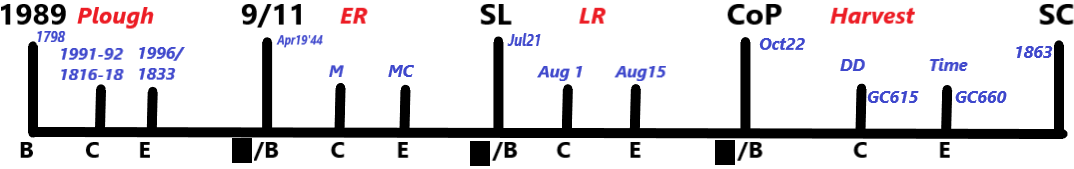 1989 Plough 9/11 ER SL LR CoP Harvest SC
1798 Apr19'44 Jul21 Oct22 1863
1991-92 1996/
1816-18 1833 M MC Aug 1 Aug15 DD Time
GC615 GC660
B C E /B C E /B C E /B C E